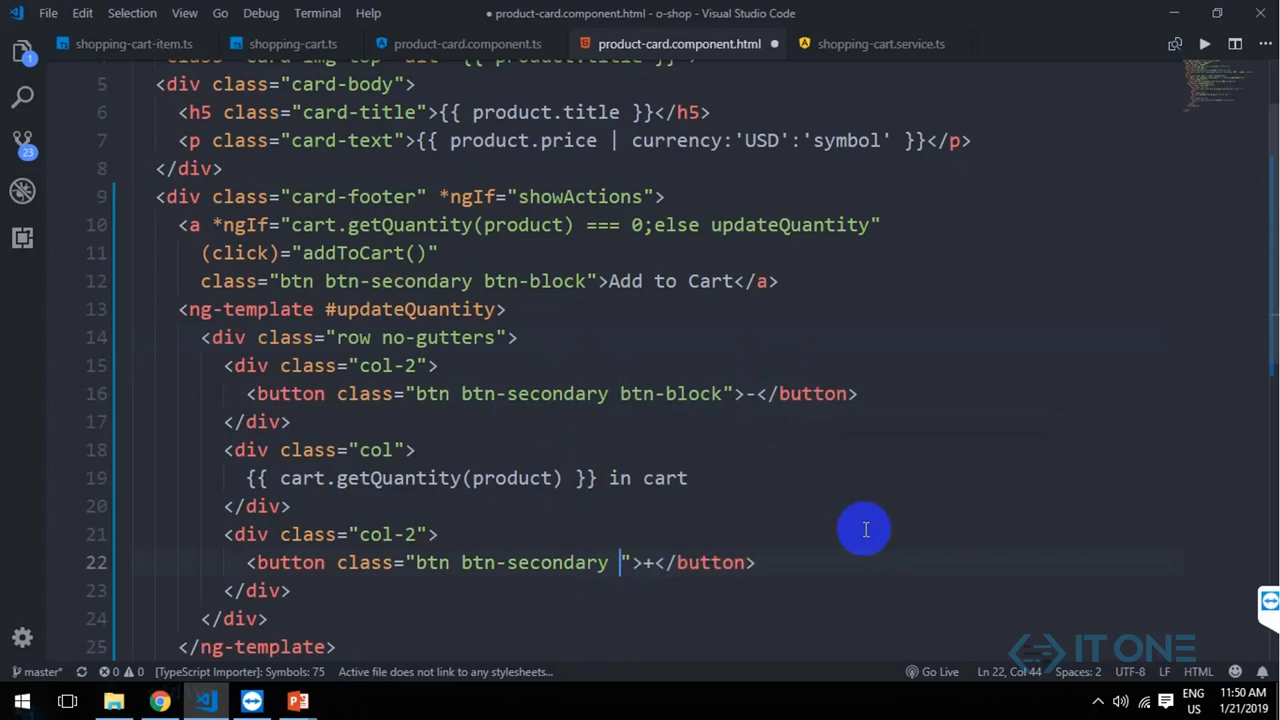 File Edit Selection View Go Debug Terminal Help
● product-card.component.html - o-shop - Visual Studio Code
shopping-cart-item.ts shopping-cart.ts product-card.component.ts product-card.component.html shopping-cart.service.ts
5 <div class="card-body">
6 <h5 class="card-title">{{ product.title }}</h5>
7 <p class="card-text">{{ product.price | currency:'USD':'symbol' }}</p>
8 </div>
9 <div class="card-footer" *ngIf="showActions">
10 <a *ngIf="cart.getQuantity(product) === 0;else updateQuantity"
11 (click)="addToCart()"
12 class="btn btn-secondary btn-block">Add to Cart</a>
13 <ng-template #updateQuantity>
14 <div class="row no-gutters">
15 <div class="col-2">
16 <button class="btn btn-secondary btn-block">-</button>
17 </div>
18 <div class="col">
19 {{ cart.getQuantity(product) }} in cart
20 </div>
21 <div class="col-2">
22 <button class="btn btn-secondary ">+</button>
23 </div>
24 </div>
25 </ng-template>
1
23
IT ONE
master* 0 0 [TypeScript Importer]: Symbols: 75 Active file does not link to any stylesheets... Go Live Ln 22, Col 44 Spaces: 2 UTF-8 LF HTML
ENG
US
11:50 AM
1/21/2019